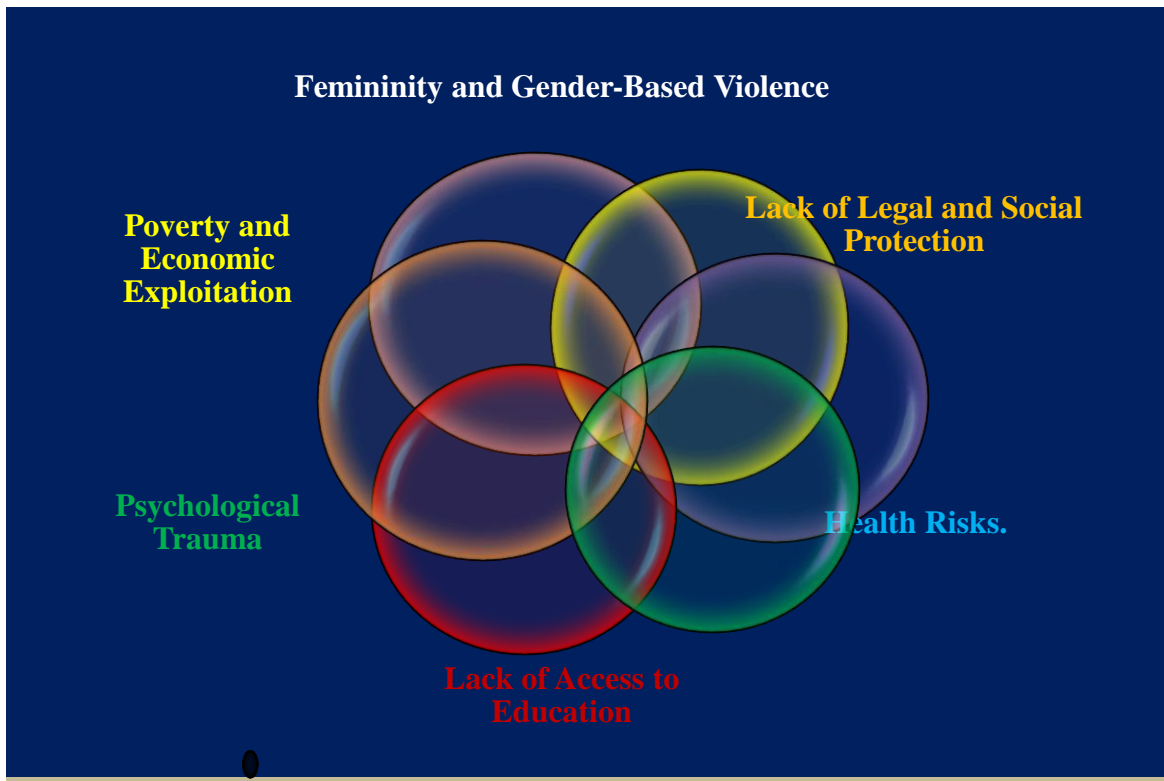 Femininity and Gender-Based Violence
Lack of Legal and Social
Protection
Poverty and
Economic
Exploitation
Psychological
Trauma
Health Risks.
Lack of Access to
Education